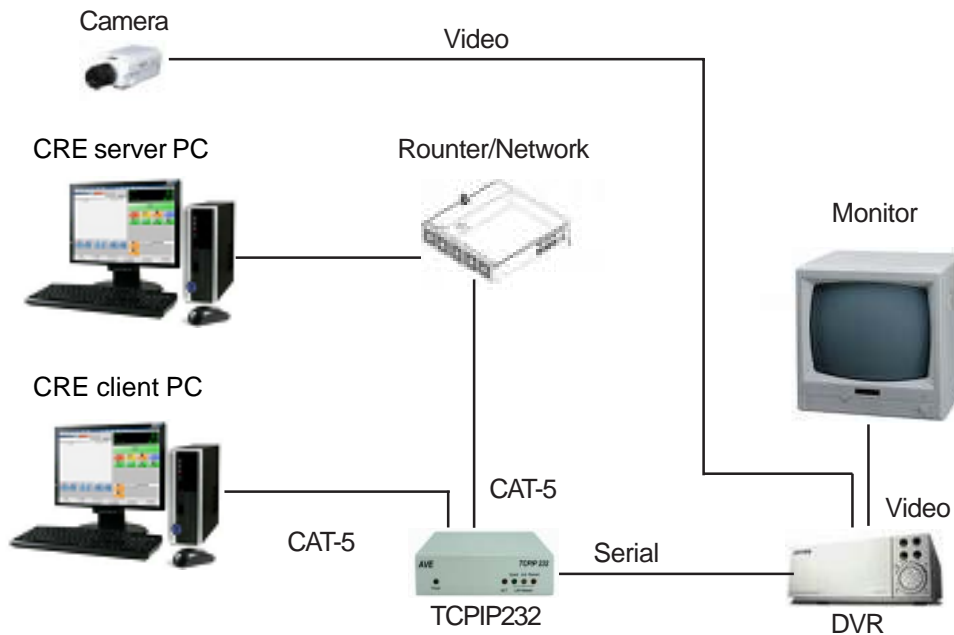 Camera
Video
CRE server PC
Rounter/Network
Monitor
CRE client PC
CAT-5
CAT-5
Video
Serial
AVE
TCPIP 232
TCPIP232
DVR